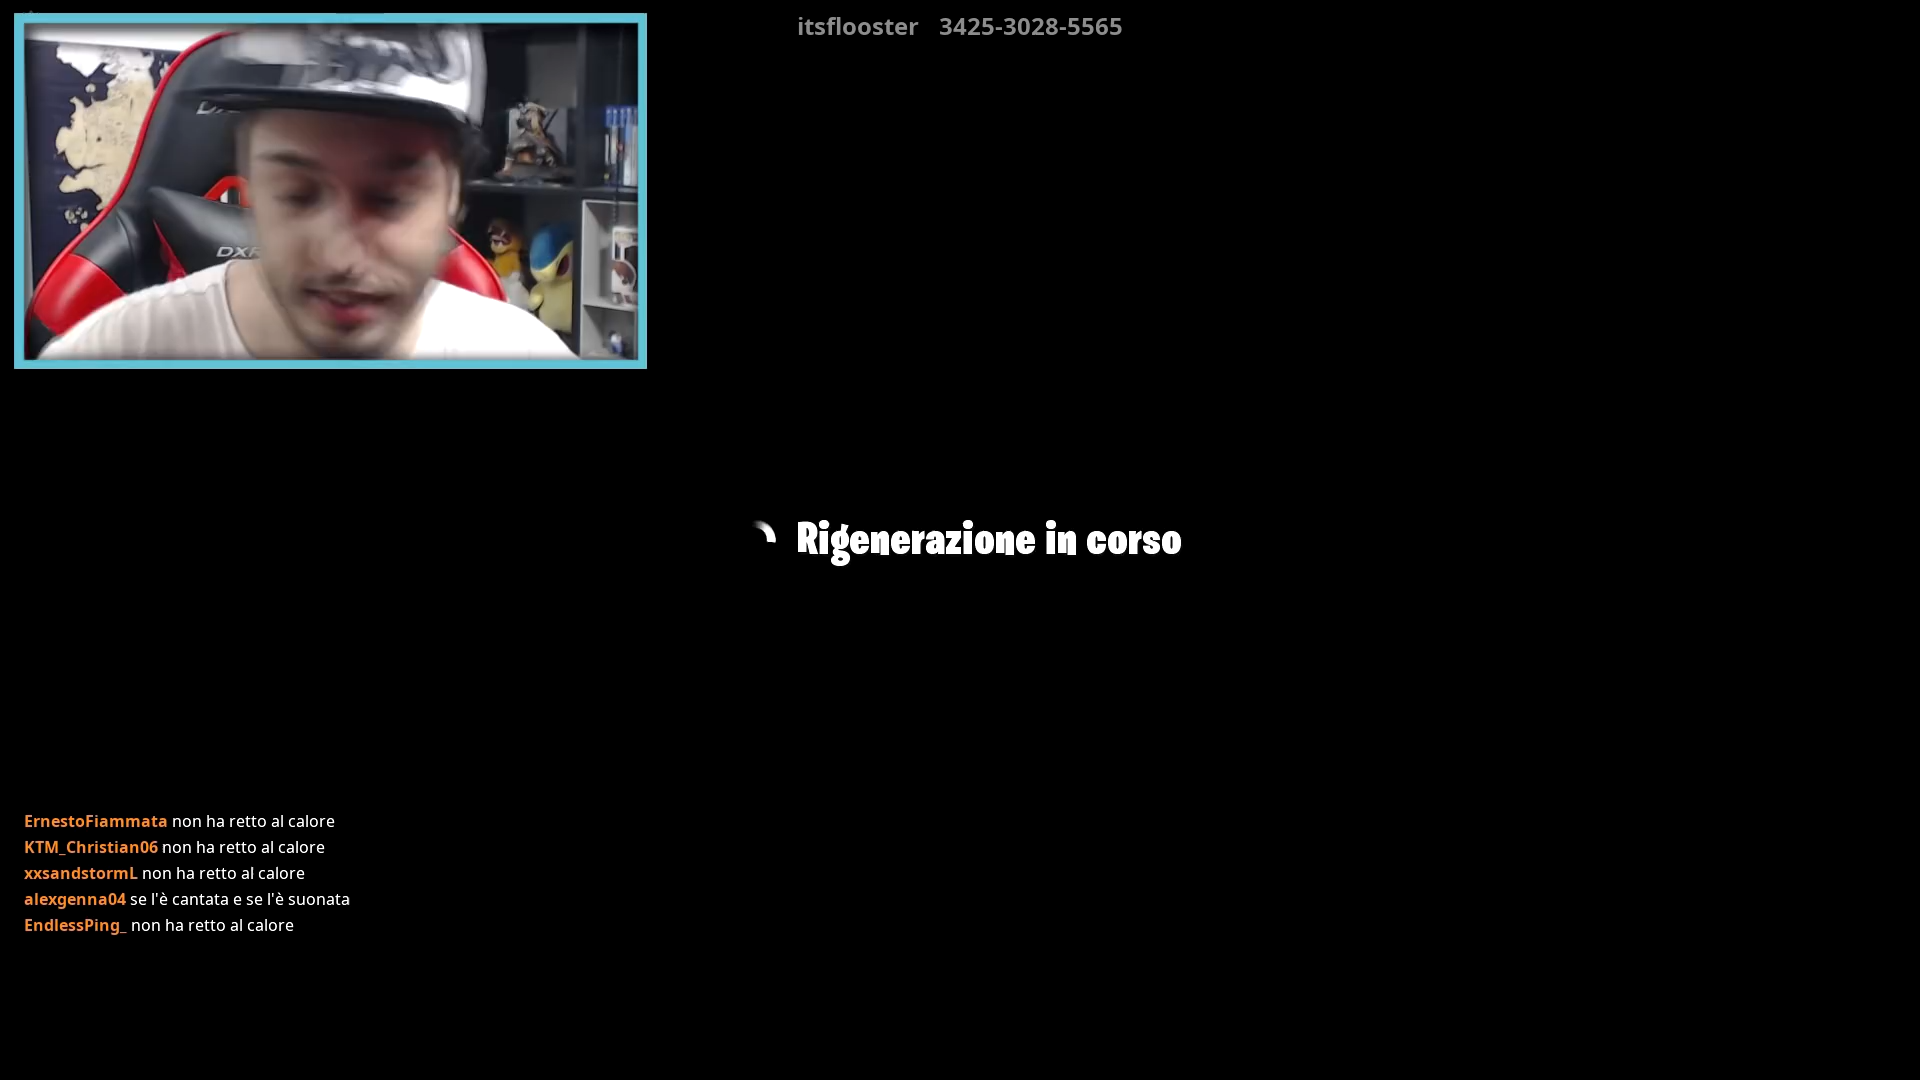 itsflooster 3425-3028-5565
Rigenerazione in corso
ErnestoFiammata non ha retto al calore
KTM_Christian06 non ha retto al calore
xxsandstormL non ha retto al calore
alexgenna04 se l'è cantata e se l'è suonata
EndlessPing_ non ha retto al calore